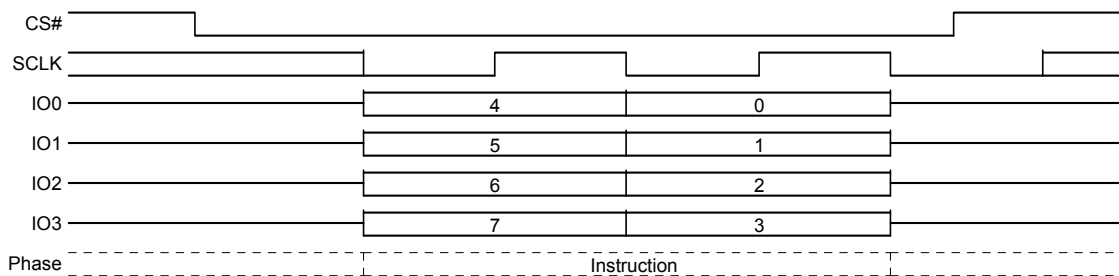 CS#
SCLK
IO0 4 0
IO1 5 1
IO2 6 2
IO3 7 3
Phase Instruction